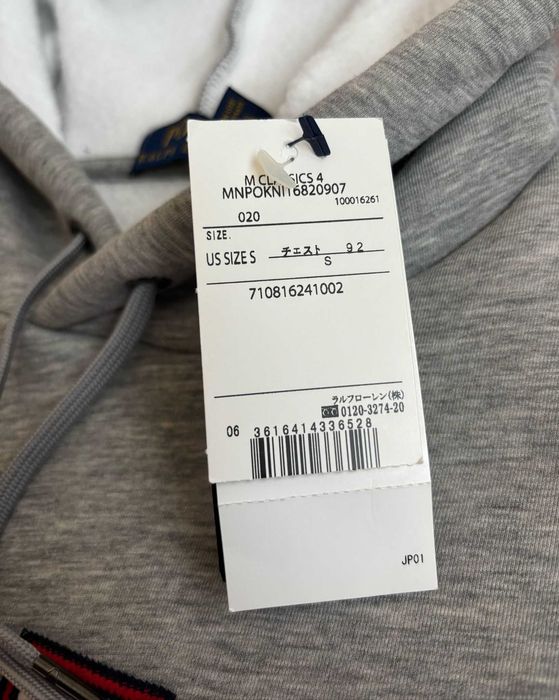 M CLASSICS 4
MNPOKNI16820907
100016261
020
SIZE.
US SIZE S チェスト 92
S
710816241002
ラルフローレン(株)
0120-3274-20
06 3616414336528
JP01